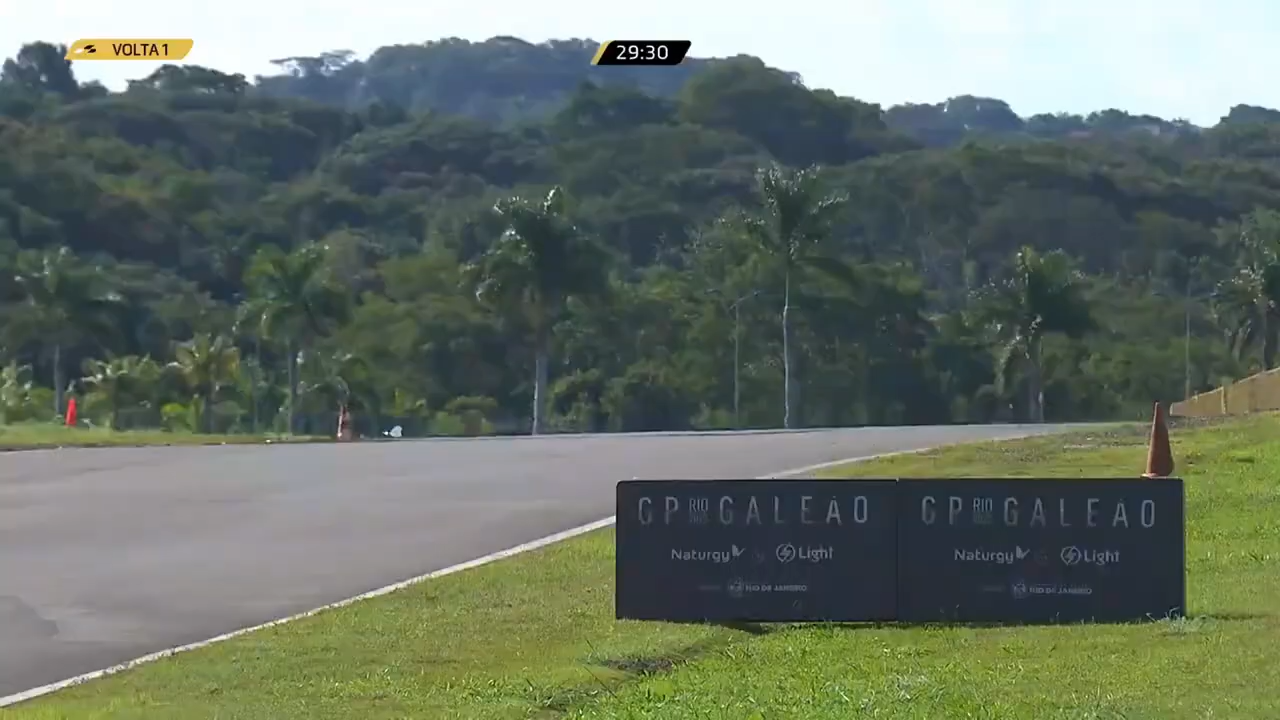 VOLTA 1
29:30
GP RIO GALEÃO
Naturgy Light
RIO DE JANEIRO
GP RIO GALEÃO
Naturgy Light
RIO DE JANEIRO